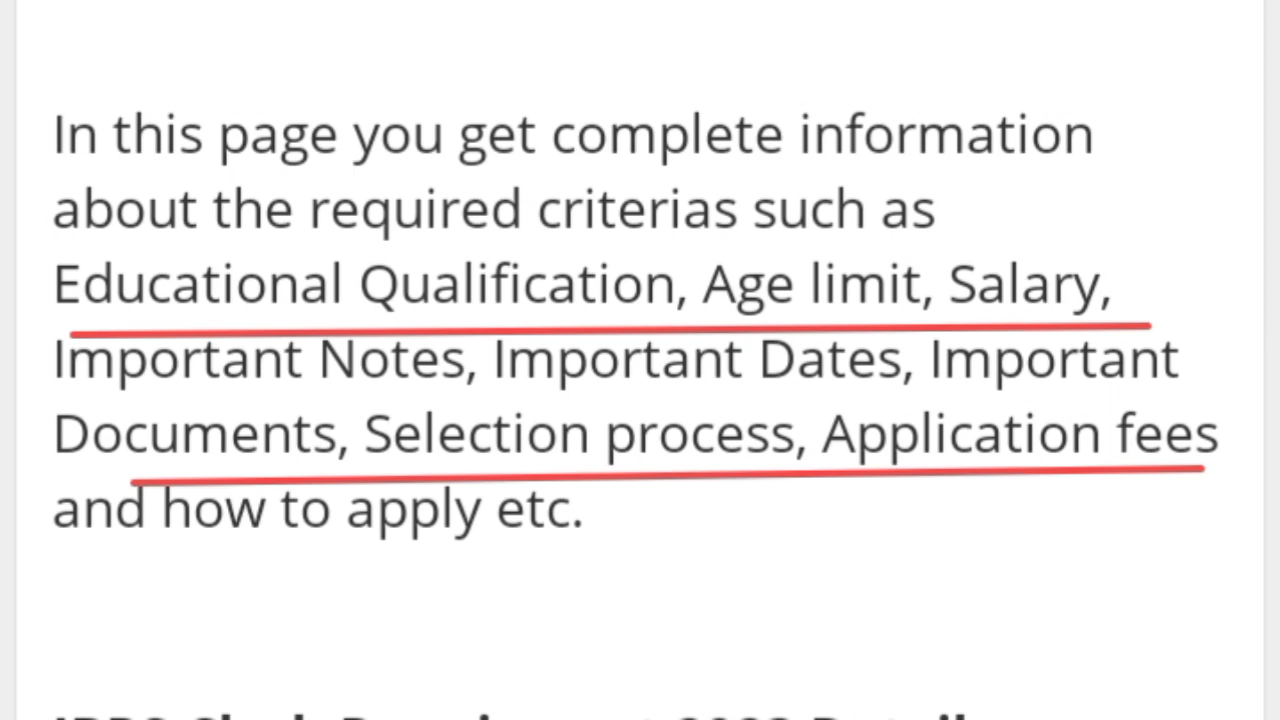 In this page you get complete information
about the required criterias such as
Educational Qualification, Age limit, Salary,
Important Notes, Important Dates, Important
Documents, Selection process, Application fees
and how to apply etc.